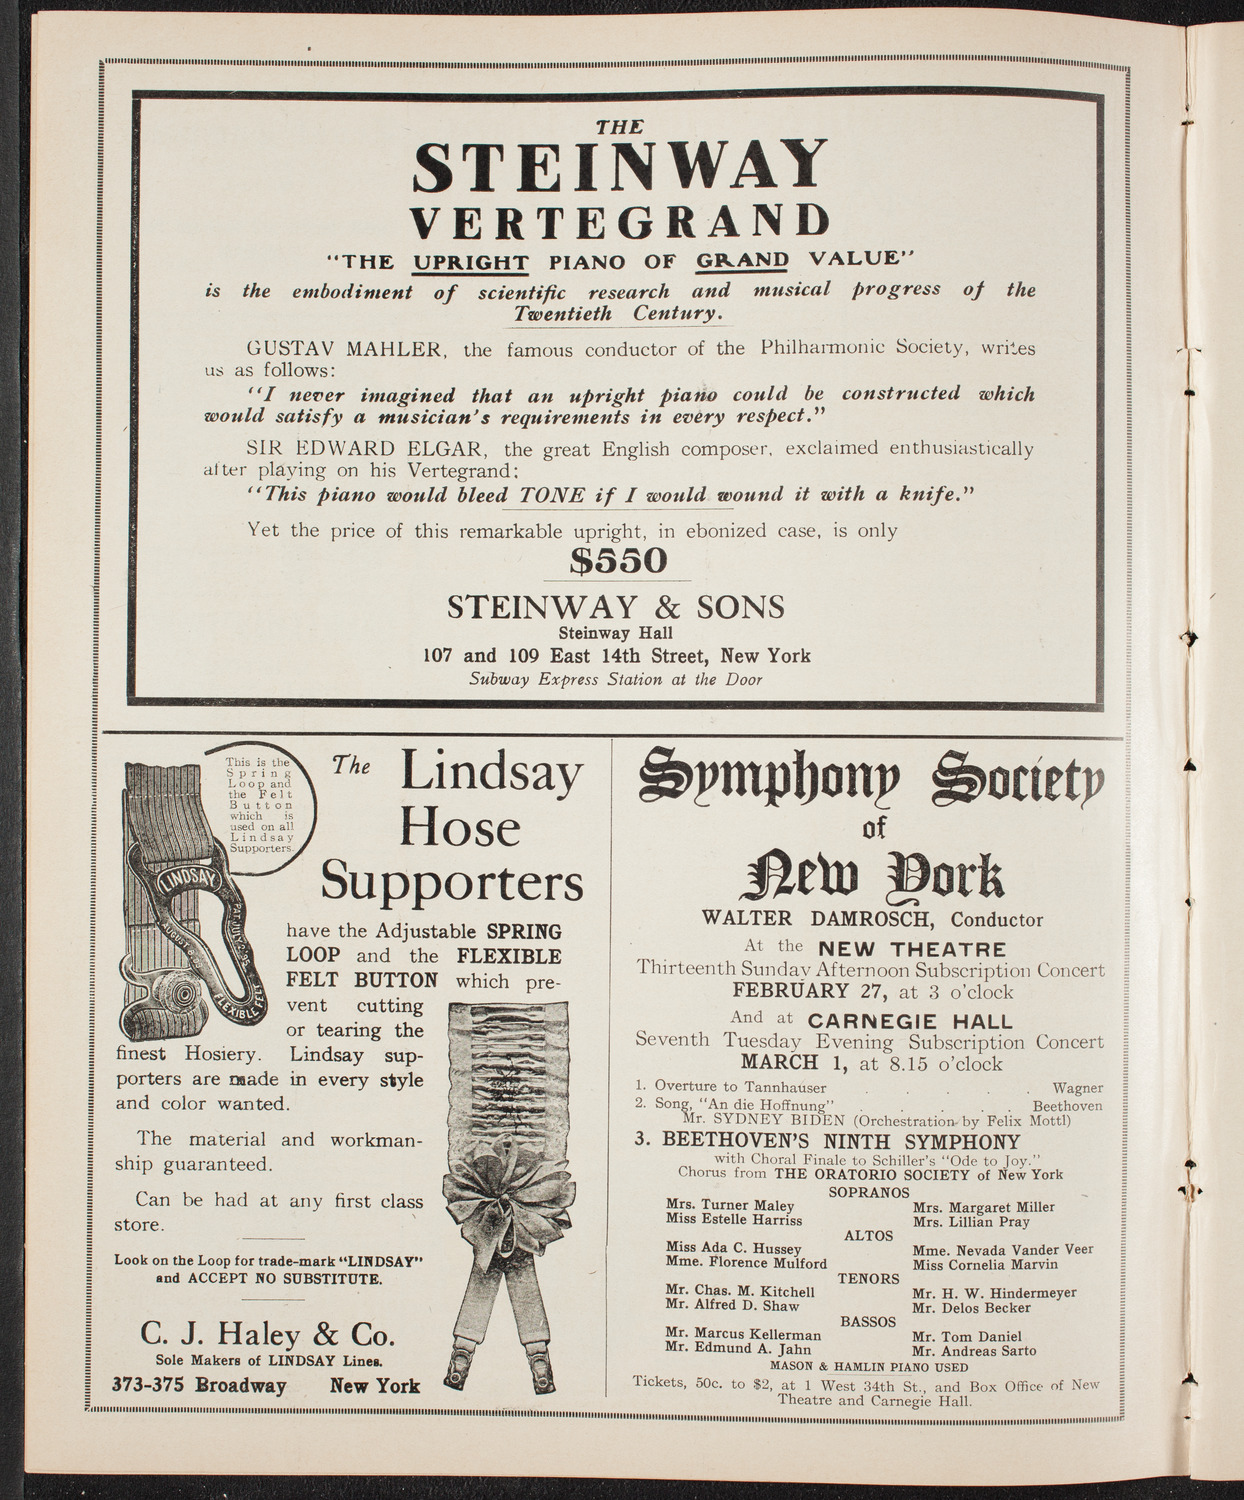 THE
STEINWAY
VERTEGRAND
"THE UPRIGHT PIANO OF GRAND VALUE"
is the embodiment of scientific research and musical progress of the
Twentieth Century.
GUSTAV MAHLER, the famous conductor of the Philharmonic Society, writes
us as follows:
"I never imagined that an upright piano could be constructed which
would satisfy a musician's requirements in every respect."
SIR EDWARD ELGAR, the great English composer, exclaimed enthusiastically
after playing on his Vertegrand:
"This piano would bleed TONE if I would wound it with a knife."
Yet the price of this remarkable upright, in ebonized case, is only
$550
STEINWAY & SONS
Steinway Hall
107 and 109 East 14th Street, New York
Subway Express Station at the Door
This is the
Spring
Loop and
the Felt
Button
which is
used on all
Lindsay
Supporters.
LINDSAY
PAT. JULY 2, 95
AUGUST 6
FLEXIBLE FELT
The Lindsay
Hose
Supporters
have the Adjustable SPRING
LOOP and the FLEXIBLE
FELT BUTTON which pre-
vent cutting
or tearing the
finest Hosiery. Lindsay sup-
porters are made in every style
and color wanted.
The material and workman-
ship guaranteed.
Can be had at any first class
store.
Look on the Loop for trade-mark "LINDSAY"
and ACCEPT NO SUBSTITUTE.
C. J. Haley & Co.
Sole Makers of LINDSAY Lines.
373-375 Broadway New York
Symphony Society
of
New York
WALTER DAMROSCH, Conductor
At the NEW THEATRE
Thirteenth Sunday Afternoon Subscription Concert
FEBRUARY 27, at 3 o'clock
And at CARNEGIE HALL
Seventh Tuesday Evening Subscription Concert
MARCH 1, at 8.15 o'clock
1. Overture to Tannhauser . . . . Wagner
2. Song, "An die Hoffnung" . . . . . Beethoven
Mr. SYDNEY BIDEN (Orchestration by Felix Mottl)
3. BEETHOVEN'S NINTH SYMPHONY
with Choral Finale to Schiller's "Ode to Joy."
Chorus from THE ORATORIO SOCIETY of New York
SOPRANOS
Mrs. Turner Maley Mrs. Margaret Miller
Miss Estelle Harriss Mrs. Lillian Pray
ALTOS
Miss Ada C. Hussey Mme. Nevada Vander Veer
Mme. Florence Mulford Miss Cornelia Marvin
TENORS
Mr. Chas. M. Kitchell Mr. H. W. Hindermeyer
Mr. Alfred D. Shaw Mr. Delos Becker
BASSOS
Mr. Marcus Kellerman Mr. Tom Daniel
Mr. Edmund A. Jahn Mr. Andreas Sarto
MASON & HAMLIN PIANO USED
Tickets, 50c. to $2, at 1 West 34th St., and Box Office of New
Theatre and Carnegie Hall.